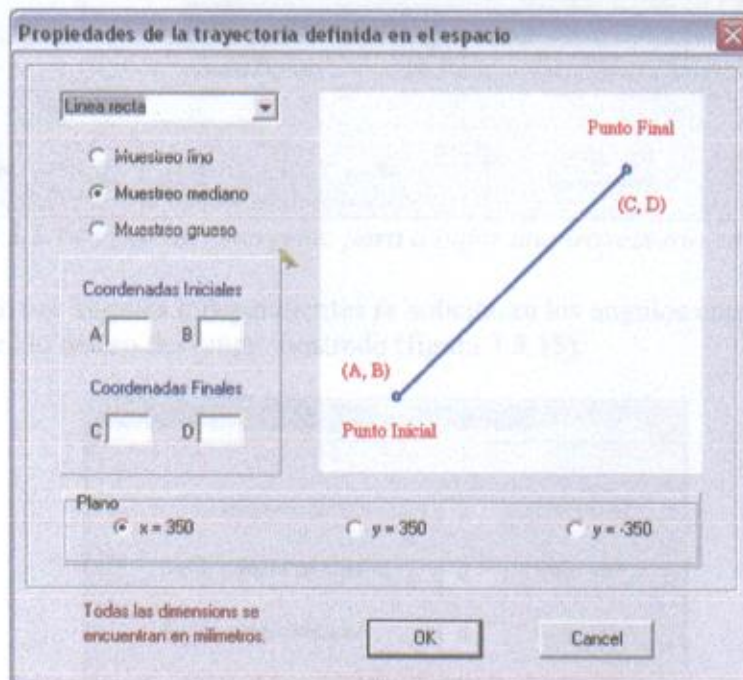 Propiedades de la trayectoria definida en el espacio
Linea recta
Muestreo fino
Muestreo mediano
Muestreo grueso
Coordenadas Iniciales
A
B
Coordenadas Finales
C
D
Punto Final
(C, D)
(A, B)
Punto Inicial
Plano
x = 350
y = 350
y = -350
Todas las dimensions se
encuentran en milimetros.
OK
Cancel